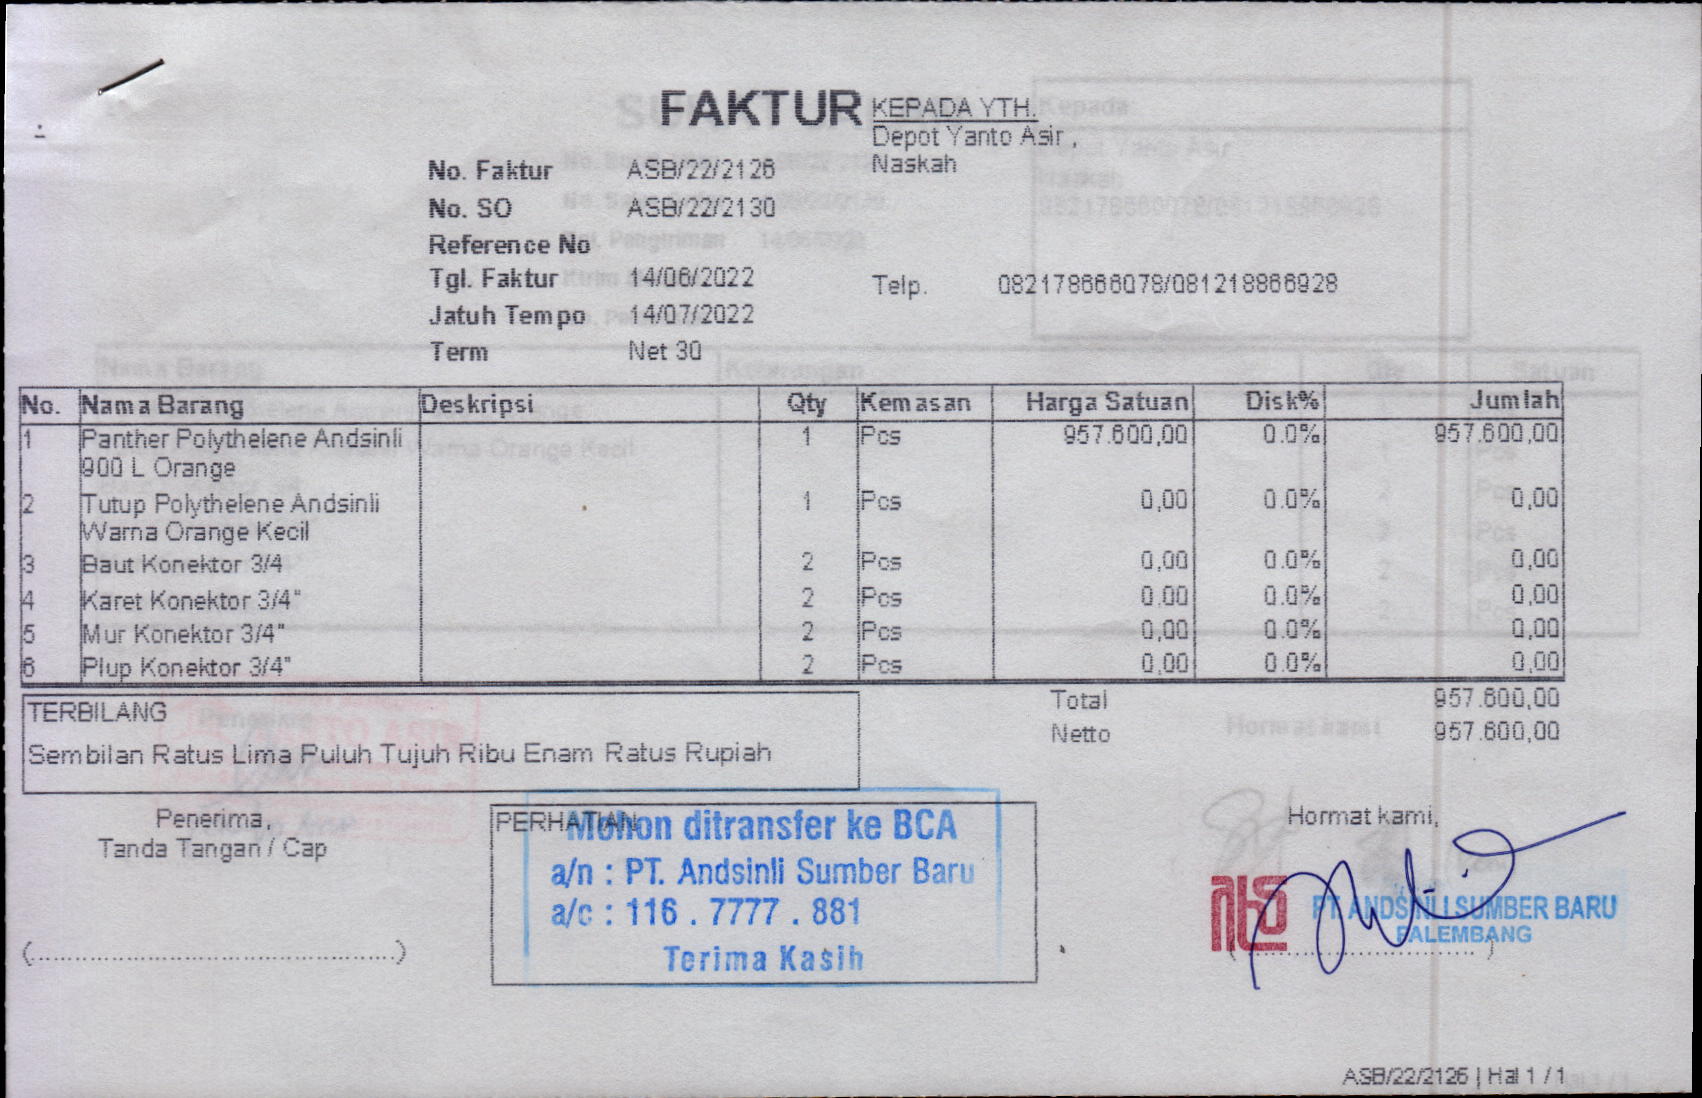 FAKTUR
KEPADA YTH.
Depot Yanto Asir ,
Naskah
No. Faktur ASB/22/2126
No. SO ASB/22/2130
Reference No
Tgl. Faktur 14/06/2022
Jatuh Tempo 14/07/2022
Term Net 30
Telp. 082178666078/081218866928
No. Nama Barang Deskripsi Qty Kemasan Harga Satuan Disk% Jumlah
1 Panther Polythelene Andsinli 1 Pcs 957.600,00 0.0% 957.600,00
900 L Orange
2 Tutup Polythelene Andsinli 1 Pcs 0,00 0.0% 0,00
Warna Orange Kecil
3 Baut Konektor 3/4 2 Pcs 0,00 0.0% 0,00
4 Karet Konektor 3/4" 2 Pcs 0,00 0.0% 0,00
5 Mur Konektor 3/4" 2 Pcs 0,00 0.0% 0,00
6 Plup Konektor 3/4" 2 Pcs 0,00 0.0% 0,00
Total 957.600,00
Netto 957.600,00
TERBILANG
Sembilan Ratus Lima Puluh Tujuh Ribu Enam Ratus Rupiah
Penerima,
Tanda Tangan / Cap
(................................................)
PERHATIAN
Mohon ditransfer ke BCA
a/n : PT. Andsinli Sumber Baru
a/c : 116 . 7777 . 881
Terima Kasih
Hormat kami,
PT. ANDSINLI SUMBER BARU
PALEMBANG
ASB/22/2126 | Hal 1 / 1